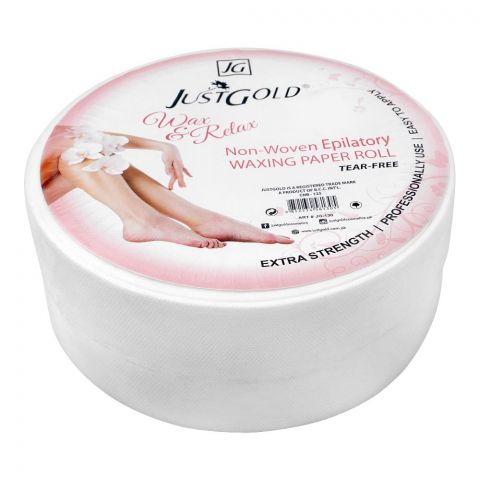 JG
JUSTGOLD®
Wax
& Relax
Non-Woven Epilatory
WAXING PAPER ROLL
TEAR-FREE
JUSTGOLD IS A REGISTERED TRADE MARK
A PRODUCT OF B.E.C. INT'L.
EXTRA STRENGTH | PROFESSIONALLY USE | EASY TO APPLY